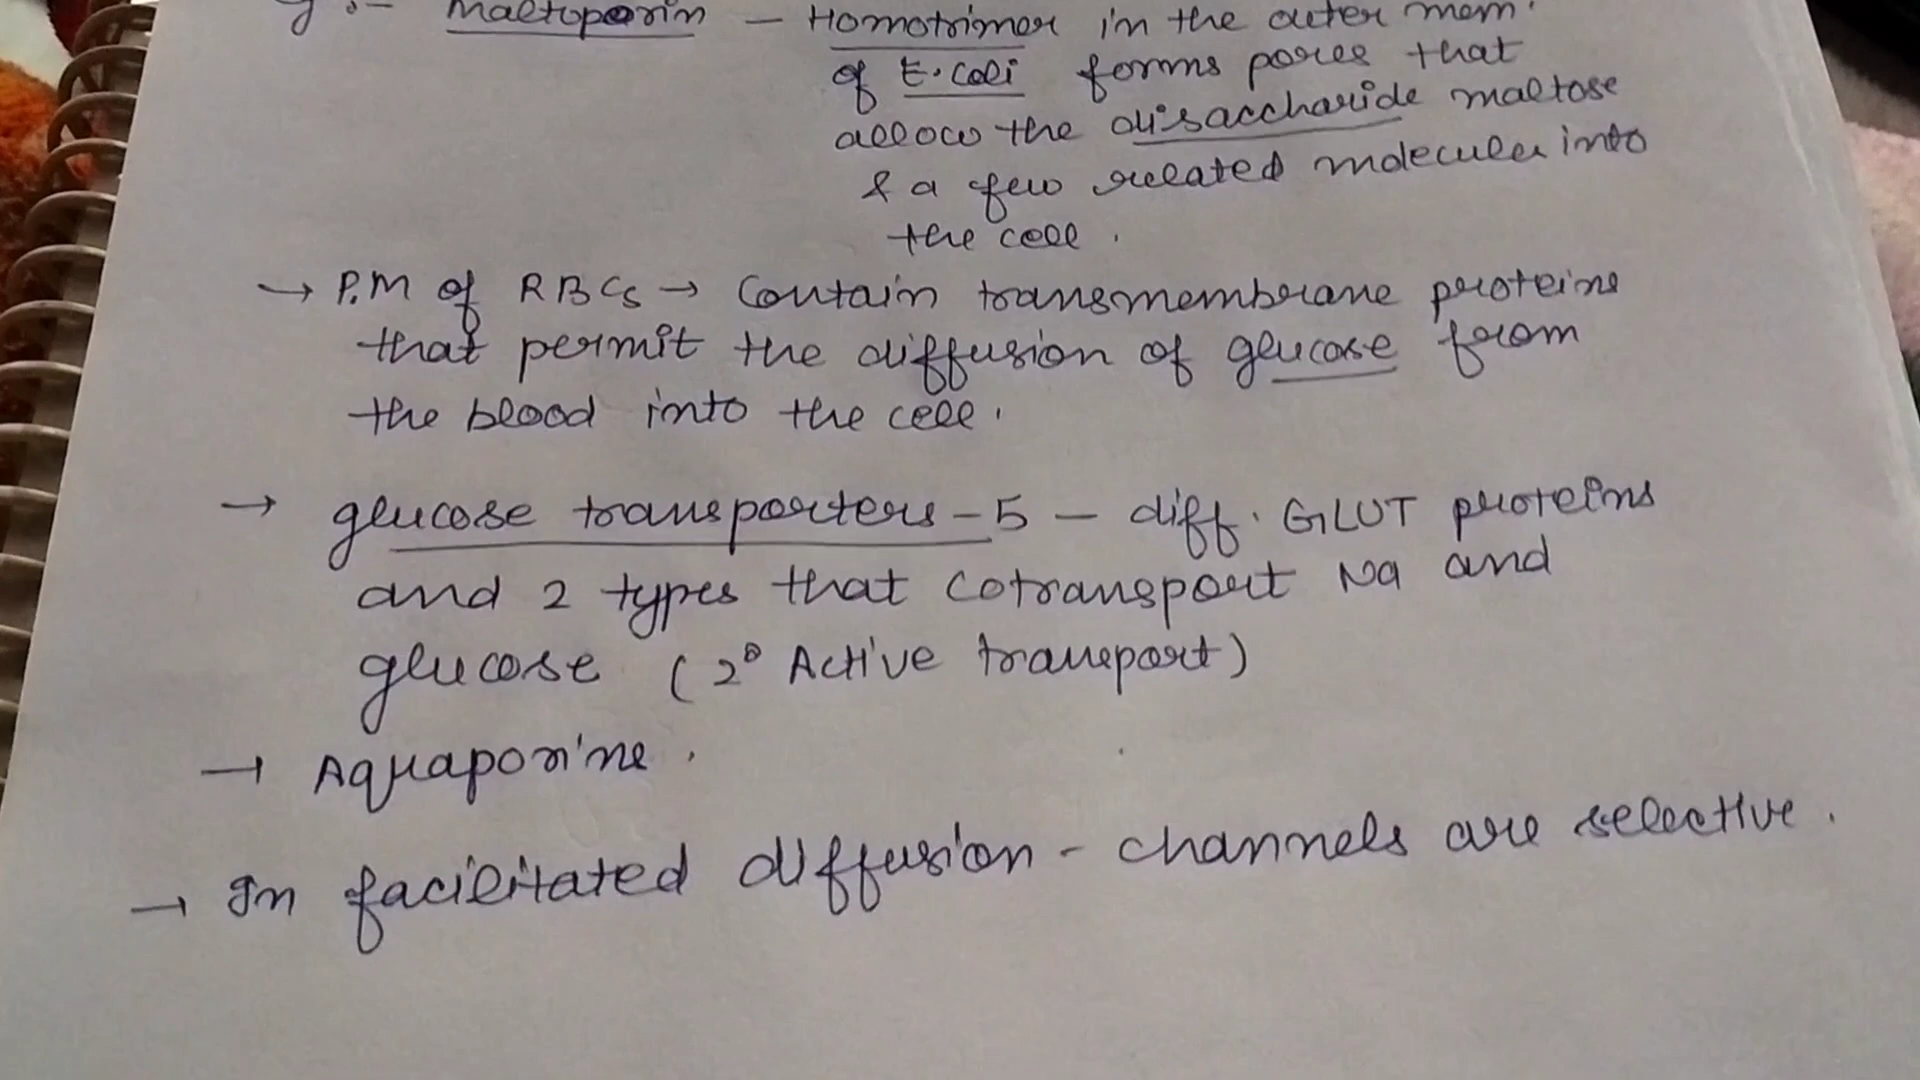 g :- Maltoporin - Homotrimer in the outer mem.
of E. coli forms pores that
allow the disaccharide maltose
& a few related molecules into
the cell.
→ P.M of RBCs → Contain transmembrane proteins
that permit the diffusion of glucose from
the blood into the cell.
→ glucose transporters - 5 - diff. GLUT proteins
and 2 types that cotransport Na and
glucose (2° Active transport)
→ Aquaporins.
→ In facilitated diffusion - channels are selective.